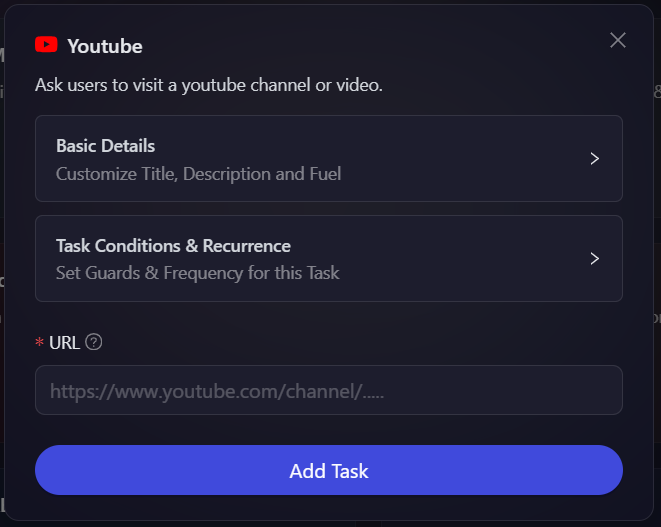 Youtube
Ask users to visit a youtube channel or video.
Basic Details
Customize Title, Description and Fuel
Task Conditions & Recurrence
Set Guards & Frequency for this Task
* URL ?
https://www.youtube.com/channel/.....
Add Task